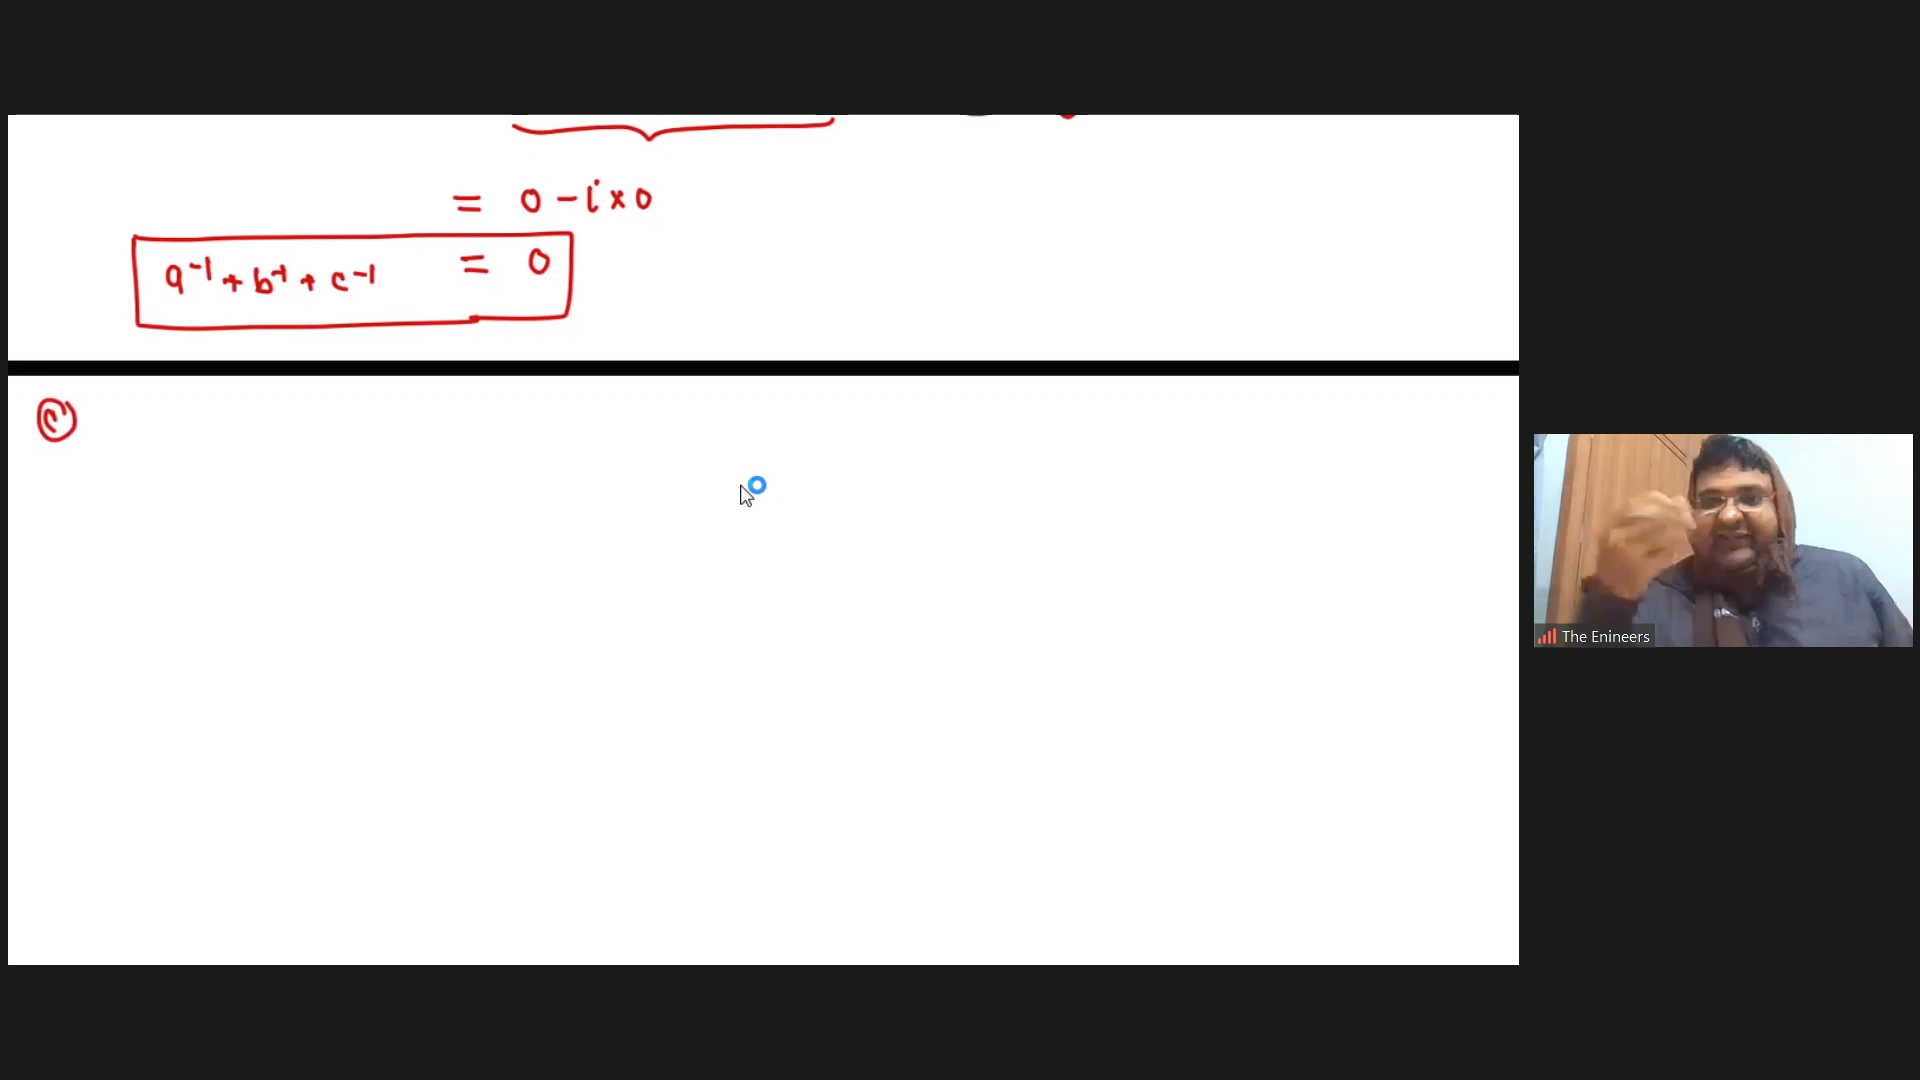 = 0 - i × 0
a⁻¹ + b⁻¹ + c⁻¹ = 0
ⓒ
The Enineers